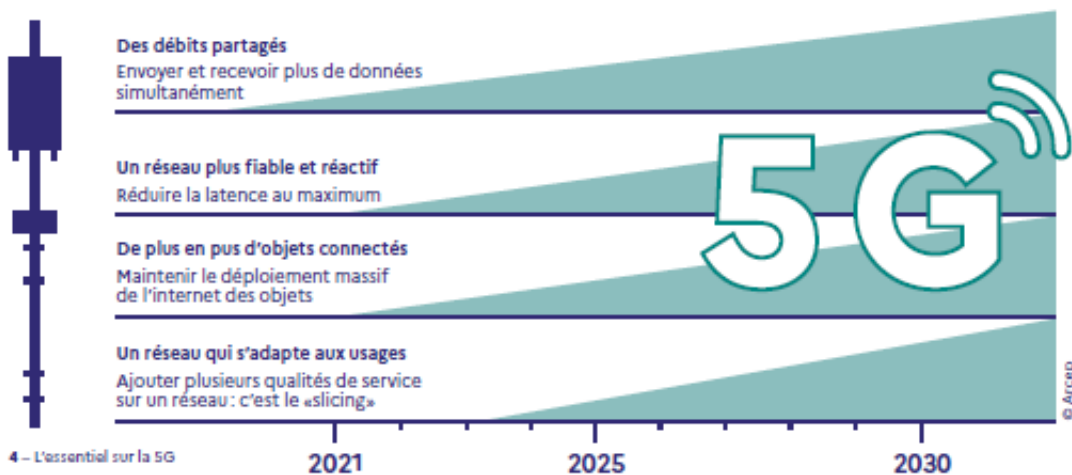 Des débits partagés
Envoyer et recevoir plus de données
simultanément
Un réseau plus fiable et réactif
Réduire la latence au maximum
De plus en pus d'objets connectés
Maintenir le déploiement massif
de l'internet des objets
Un réseau qui s'adapte aux usages
Ajouter plusieurs qualités de service
sur un réseau : c'est le «slicing»
5G
© Arcep
4 – L'essentiel sur la 5G
2021
2025
2030